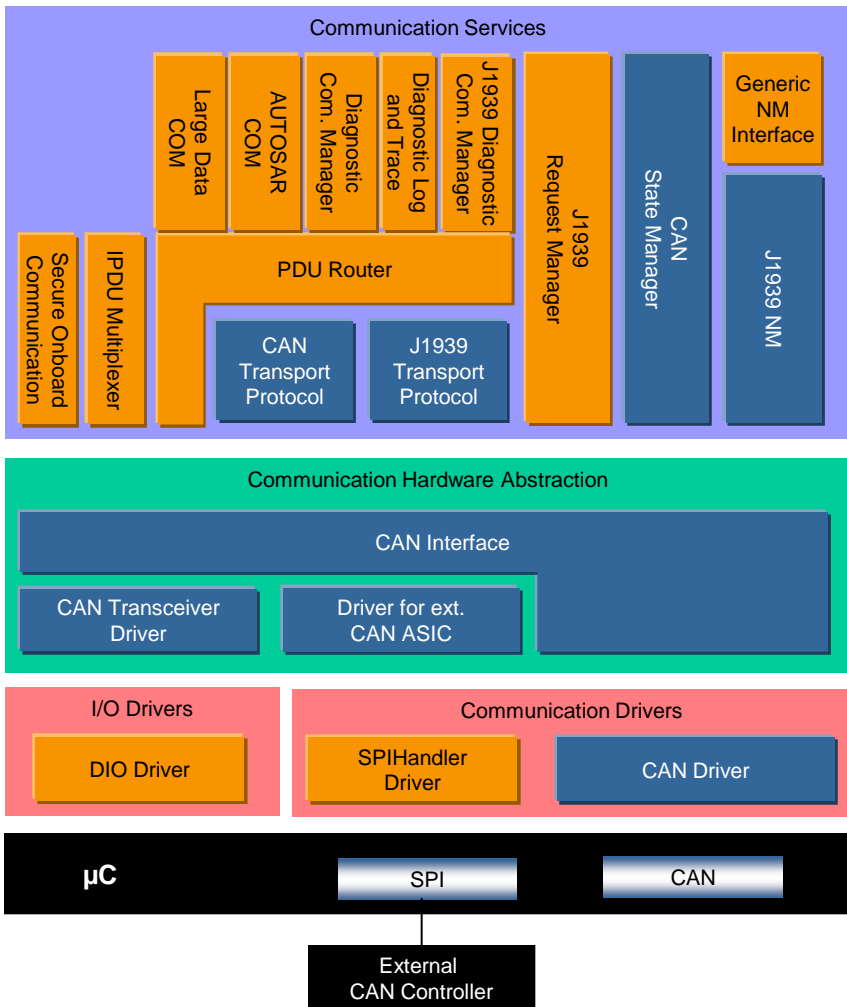 Communication Services
Large Data
COM
AUTOSAR
COM
Diagnostic
Com. Manager
Diagnostic Log
and Trace
J1939 Diagnostic
Com. Manager
J1939
Request Manager
CAN
State Manager
Generic
NM
Interface
Secure Onboard
Communication
IPDU Multiplexer
PDU Router
CAN
Transport
Protocol
J1939
Transport
Protocol
J1939 NM
Communication Hardware Abstraction
CAN Interface
CAN Transceiver
Driver
Driver for ext.
CAN ASIC
I/O Drivers
DIO Driver
Communication Drivers
SPIHandler
Driver
CAN Driver
µC
SPI
CAN
External
CAN Controller